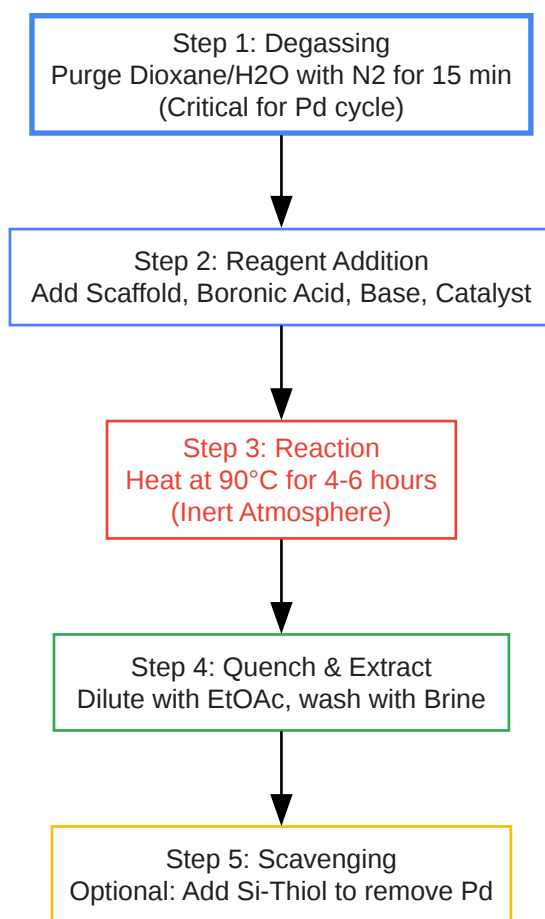 Step 1: Degassing
Purge Dioxane/H2O with N2 for 15 min
(Critical for Pd cycle)
Step 2: Reagent Addition
Add Scaffold, Boronic Acid, Base, Catalyst
Step 3: Reaction
Heat at 90°C for 4-6 hours
(Inert Atmosphere)
Step 4: Quench & Extract
Dilute with EtOAc, wash with Brine
Step 5: Scavenging
Optional: Add Si-Thiol to remove Pd